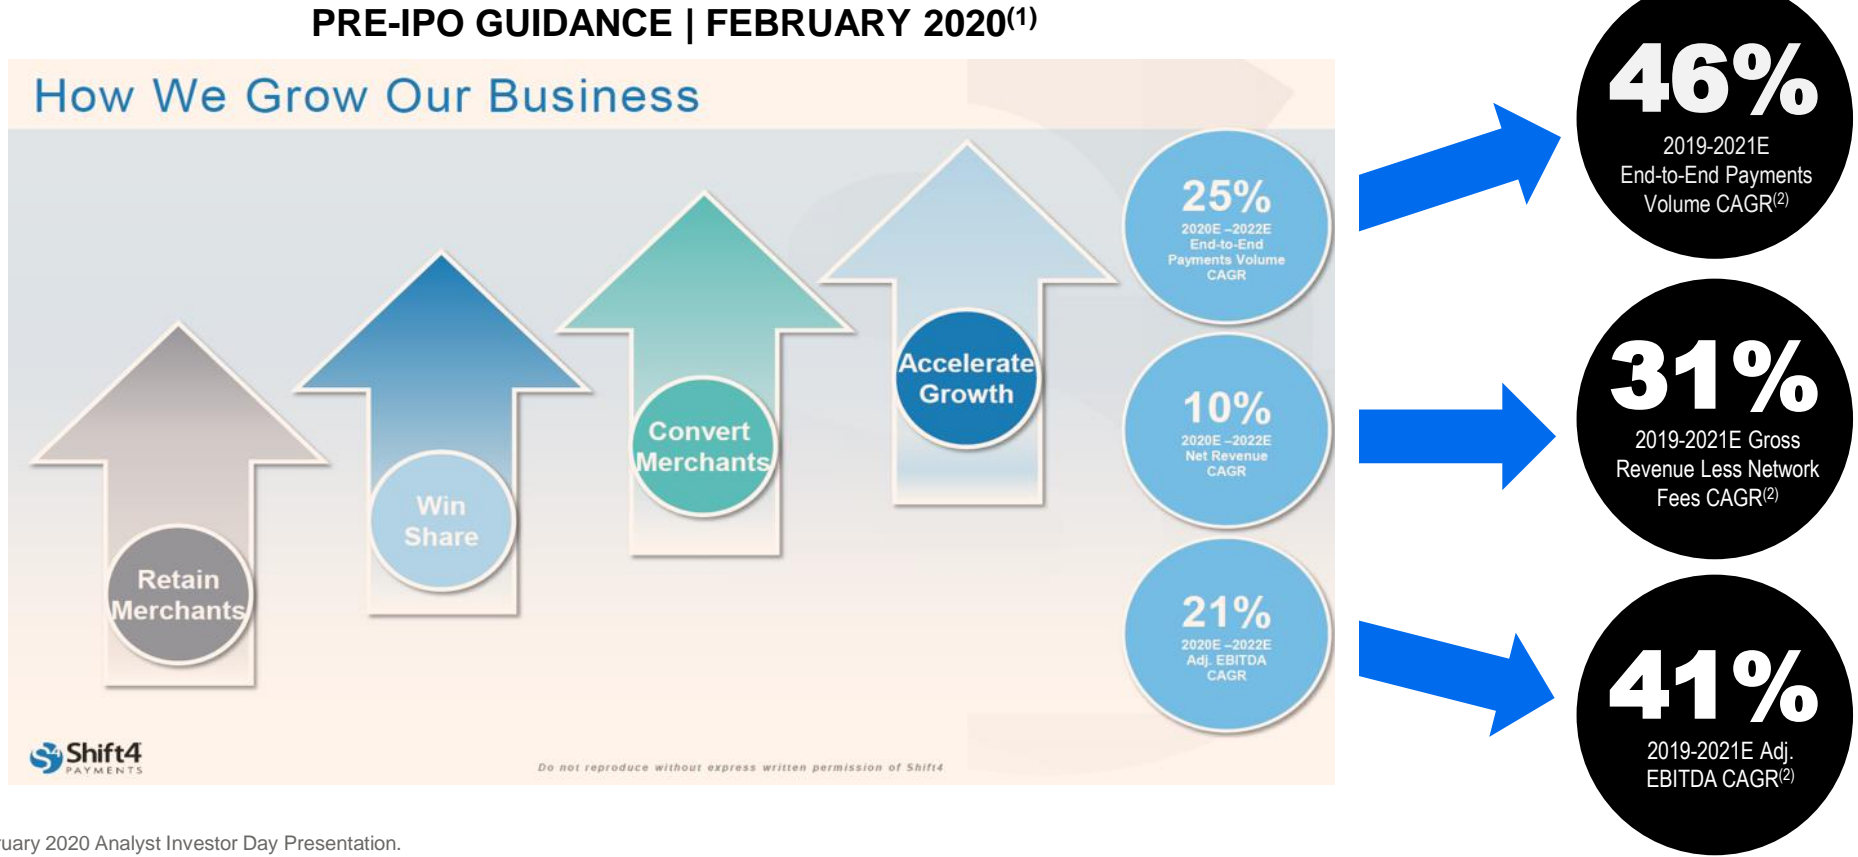 PRE-IPO GUIDANCE | FEBRUARY 2020(1)
How We Grow Our Business
Retain
Merchants
Win
Share
Convert
Merchants
Accelerate
Growth
25%
2020E –2022E
End-to-End
Payments Volume
CAGR
10%
2020E –2022E
Net Revenue
CAGR
21%
2020E –2022E
Adj. EBITDA
CAGR
46%
2019-2021E
End-to-End Payments
Volume CAGR(2)
31%
2019-2021E Gross
Revenue Less Network
Fees CAGR(2)
41%
2019-2021E Adj.
EBITDA CAGR(2)
S4 Shift4
PAYMENTS
Do not reproduce without express written permission of Shift4
2020 Analyst Investor Day Presentation.